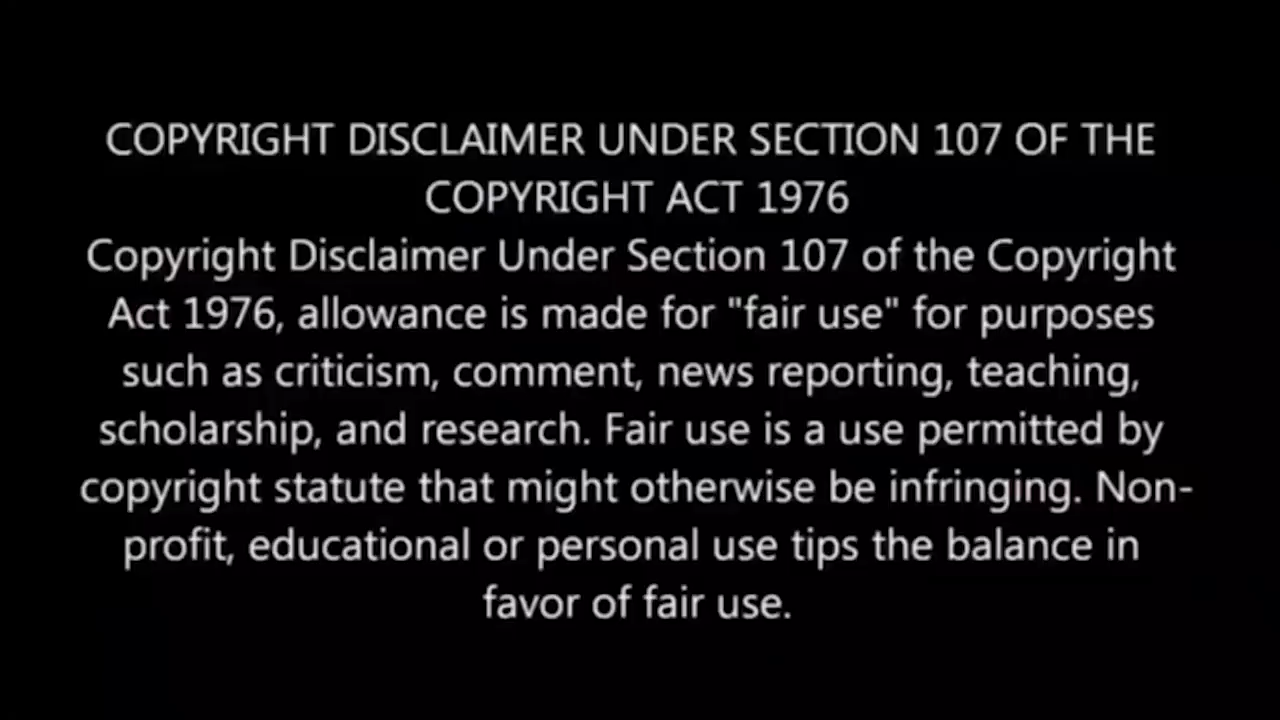 COPYRIGHT DISCLAIMER UNDER SECTION 107 OF THE
COPYRIGHT ACT 1976
Copyright Disclaimer Under Section 107 of the Copyright
Act 1976, allowance is made for "fair use" for purposes
such as criticism, comment, news reporting, teaching,
scholarship, and research. Fair use is a use permitted by
copyright statute that might otherwise be infringing. Non-
profit, educational or personal use tips the balance in
favor of fair use.